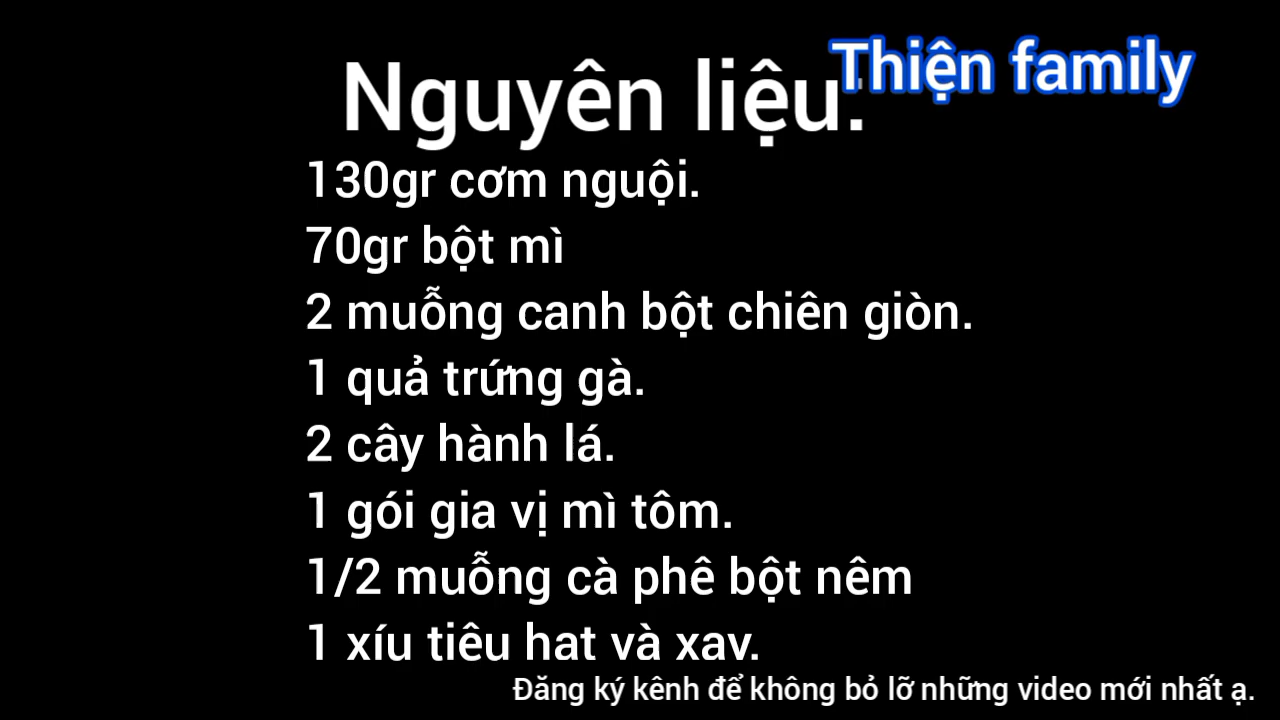 Thiện family
Nguyên liệu:
130gr cơm nguội.
70gr bột mì
2 muỗng canh bột chiên giòn.
1 quả trứng gà.
2 cây hành lá.
1 gói gia vị mì tôm.
1/2 muỗng cà phê bột nêm
1 xíu tiêu hạt và xay.
Đăng ký kênh để không bỏ lỡ những video mới nhất ạ.